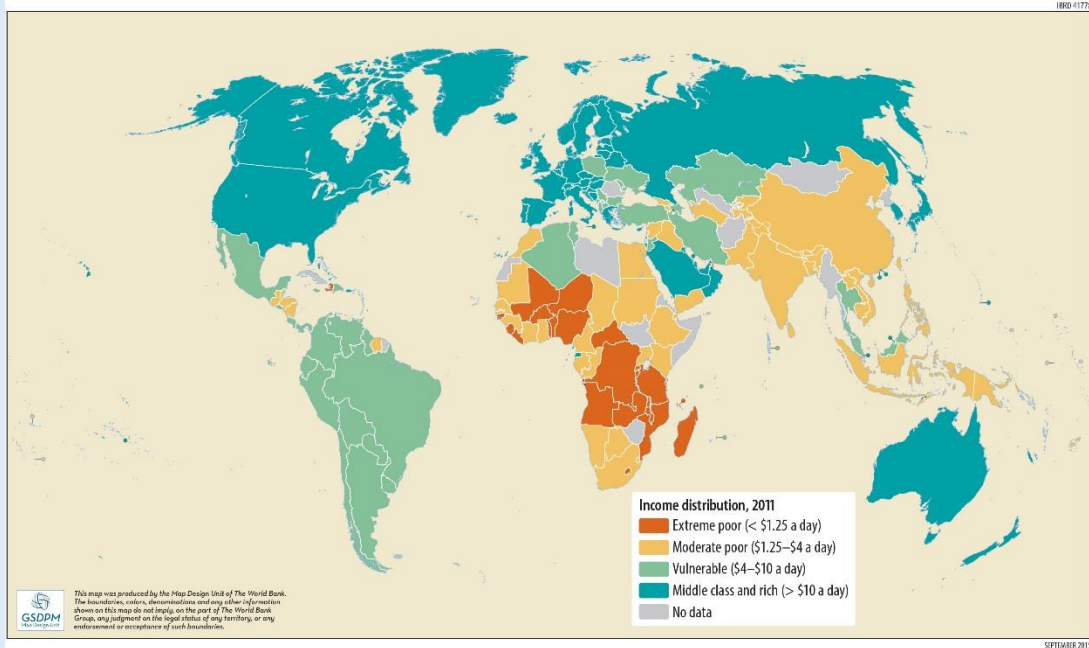 IBRD 41778
Income distribution, 2011
Extreme poor (< $1.25 a day)
Moderate poor ($1.25–$4 a day)
Vulnerable ($4–$10 a day)
Middle class and rich (> $10 a day)
No data
GSDPM
Map Design Unit
This map was produced by the Map Design Unit of The World Bank.
The boundaries, colors, denominations and any other information
shown on this map do not imply, on the part of The World Bank
Group, any judgment on the legal status of any territory, or any
endorsement or acceptance of such boundaries.